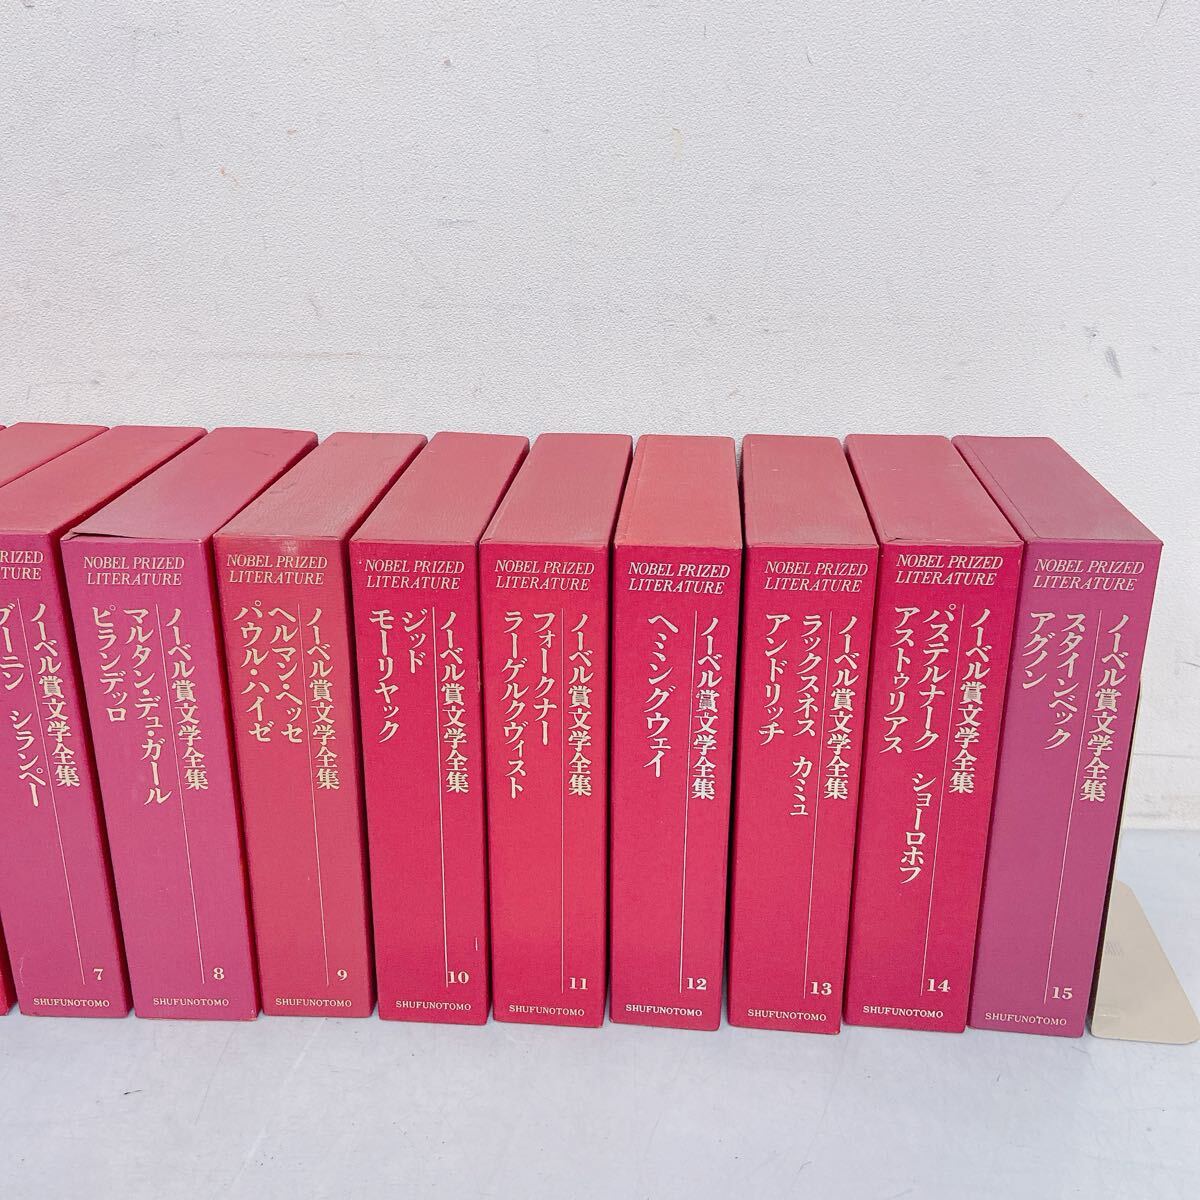 RIZED
TURE
ノーベル賞文学全集
ブーニン シランペー
7
SHUFUNOTOMO
NOBEL PRIZED
LITERATURE
ノーベル賞文学全集
マルタン・デュ・ガール
ピランデッロ
8
SHUFUNOTOMO
NOBEL PRIZED
LITERATURE
ノーベル賞文学全集
ヘルマン・ヘッセ
パウル・ハイゼ
9
SHUFUNOTOMO
NOBEL PRIZED
LITERATURE
ノーベル賞文学全集
ジッド
モーリヤック
10
SHUFUNOTOMO
NOBEL PRIZED
LITERATURE
ノーベル賞文学全集
フォークナー
ラーゲルクヴィスト
11
SHUFUNOTOMO
NOBEL PRIZED
LITERATURE
ノーベル賞文学全集
ヘミングウェイ
12
SHUFUNOTOMO
NOBEL PRIZED
LITERATURE
ノーベル賞文学全集
ラックスネス カミュ
アンドリッチ
13
SHUFUNOTOMO
NOBEL PRIZED
LITERATURE
ノーベル賞文学全集
パステルナーク ショーロホフ
アストゥリアス
14
SHUFUNOTOMO
NOBEL PRIZED
LITERATURE
ノーベル賞文学全集
スタインベック
アグノン
15
SHUFUNOTOMO